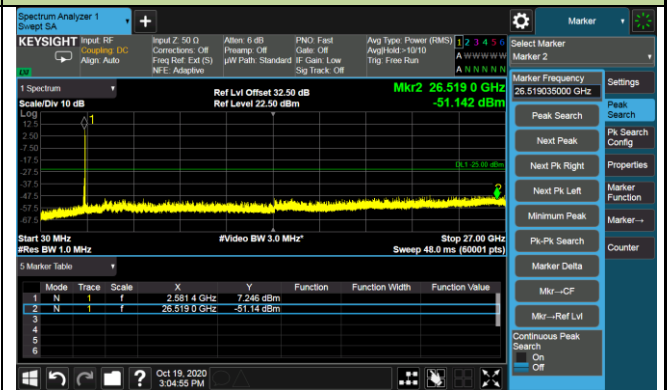 Spectrum Analyzer 1
Swept SA
+
Marker
KEYSIGHT
Input: RF
Coupling: DC
Align: Auto
Input Z: 50 Ω
Corrections: Off
Freq Ref: Ext (S)
NFE: Adaptive
Atten: 6 dB
Preamp: Off
µW Path: Standard
PNO: Fast
Gate: Off
IF Gain: Low
Sig Track: Off
Avg Type: Power (RMS)
Avg|Hold:>10/10
Trig: Free Run
1 2 3 4 5 6
A W W W W W
A N N N N N
Select Marker
Marker 2
1 Spectrum
Scale/Div 10 dB
Ref Lvl Offset 32.50 dB
Ref Level 22.50 dBm
Mkr2 26.519 0 GHz
-51.142 dBm
Log
12.5
2.50
-7.50
-17.5
-27.5
-37.5
-47.5
-57.5
-67.5
1
2
DL1 -25.00 dBm
Start 30 MHz
#Res BW 1.0 MHz
#Video BW 3.0 MHz*
Stop 27.00 GHz
Sweep 48.0 ms (60001 pts)
5 Marker Table
Mode Trace Scale X Y Function Function Width Function Value
1 N 1 f 2.581 4 GHz 7.246 dBm
2 N 1 f 26.519 0 GHz -51.14 dBm
3
4
5
6
Marker Frequency
26.519035000 GHz
Peak Search
Next Peak
Next Pk Right
Next Pk Left
Minimum Peak
Pk-Pk Search
Marker Delta
Mkr→CF
Mkr→Ref Lvl
Continuous Peak
Search
On
Off
Settings
Peak
Search
Pk Search
Config
Properties
Marker
Function
Marker→
Counter
?
Oct 19, 2020
3:04:55 PM